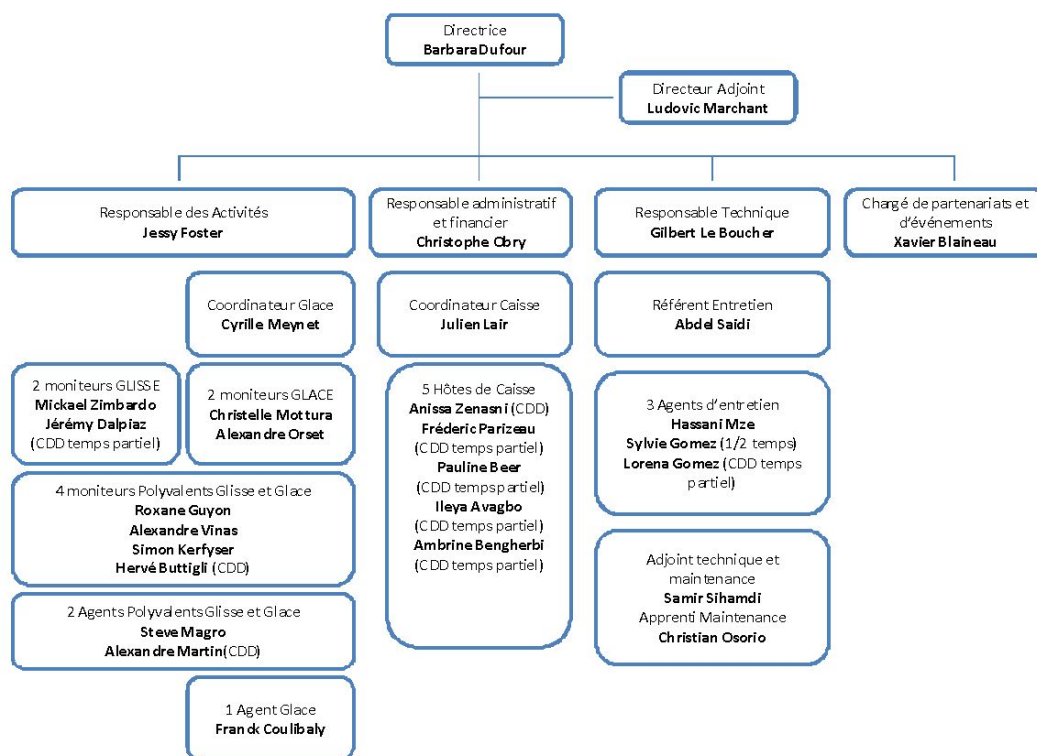 Directrice
Barbara Dufour
Directeur Adjoint
Ludovic Marchant
Responsable des Activités
Jessy Foster
Responsable administratif
et financier
Christophe Obry
Responsable Technique
Gilbert Le Boucher
Chargé de partenariats et
d'événements
Xavier Blaineau
Coordinateur Glace
Cyrille Meynet
Coordinateur Caisse
Julien Lair
Référent Entretien
Abdel Saidi
2 moniteurs GLISSE
Mickael Zimbardo
Jérémy Dalpiaz
(CDD temps partiel)
2 moniteurs GLACE
Christelle Mottura
Alexandre Orset
5 Hôtes de Caisse
Anissa Zenasni (CDD)
Fréderic Parizeau
(CDD temps partiel)
Pauline Beer
(CDD temps partiel)
Ileya Avagbo
(CDD temps partiel)
Ambrine Bengherbi
(CDD temps partiel)
3 Agents d'entretien
Hassani Mze
Sylvie Gomez (1/2 temps)
Lorena Gomez (CDD temps
partiel)
4 moniteurs Polyvalents Glisse et Glace
Roxane Guyon
Alexandre Vinas
Simon Kerfyser
Hervé Buttigli (CDD)
Adjoint technique et
maintenance
Samir Sihamdi
Apprenti Maintenance
Christian Osorio
2 Agents Polyvalents Glisse et Glace
Steve Magro
Alexandre Martin (CDD)
1 Agent Glace
Franck Coulibaly